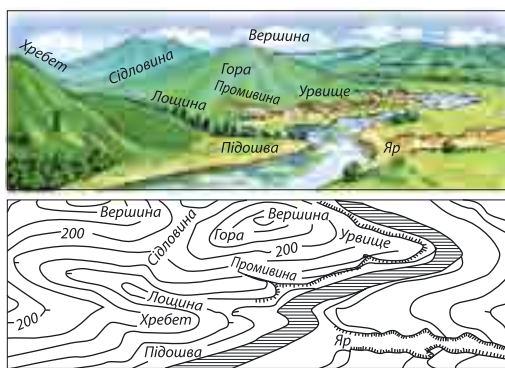 Вершина
Хребет
Сідловина
Гора
Промивина
Урвище
Лощина
Підошва
Яр
Вершина
Вершина
200
Сідловина
Гора
200
Урвище
Промивина
Лощина
200
Хребет
Яр
Підошва